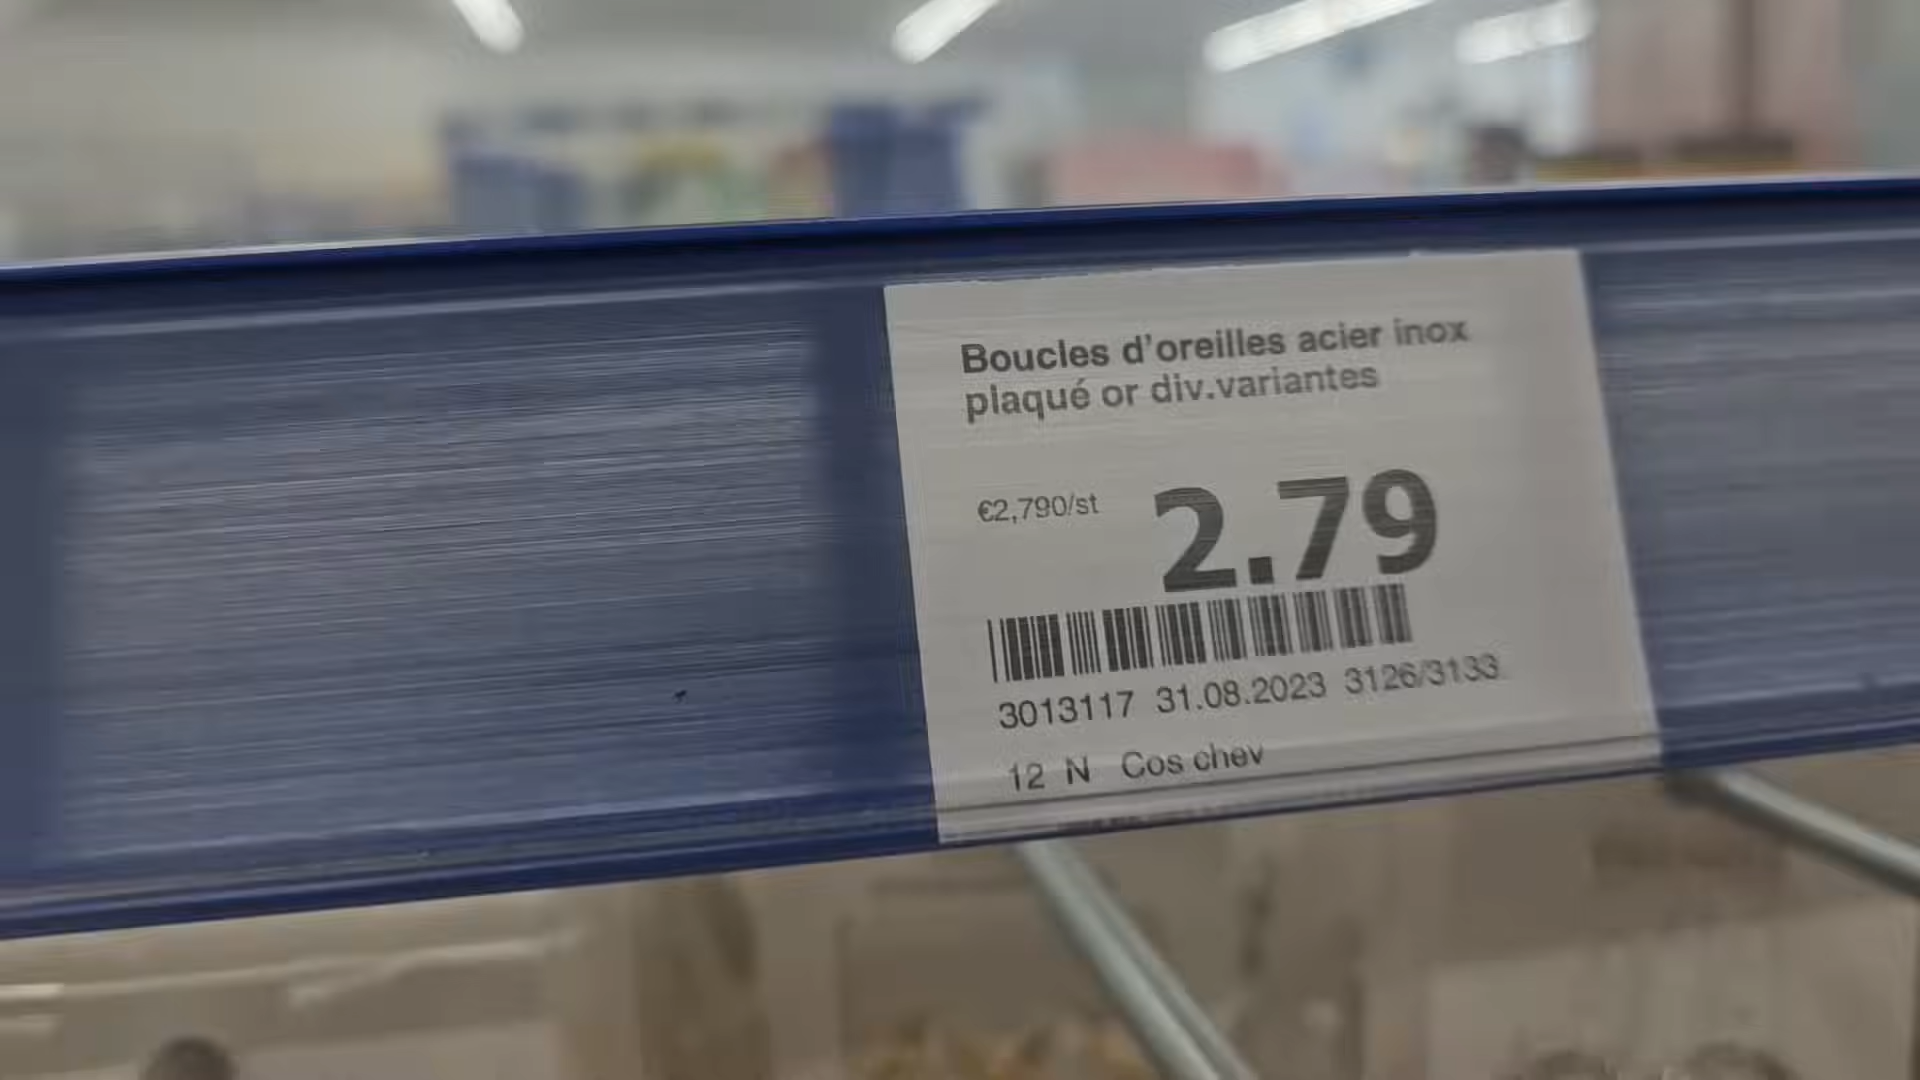 Boucles d'oreilles acier inox
plaqué or div.variantes
€2,790/st 2.79
3013117 31.08.2023 3126/3133
12 N Cos chev